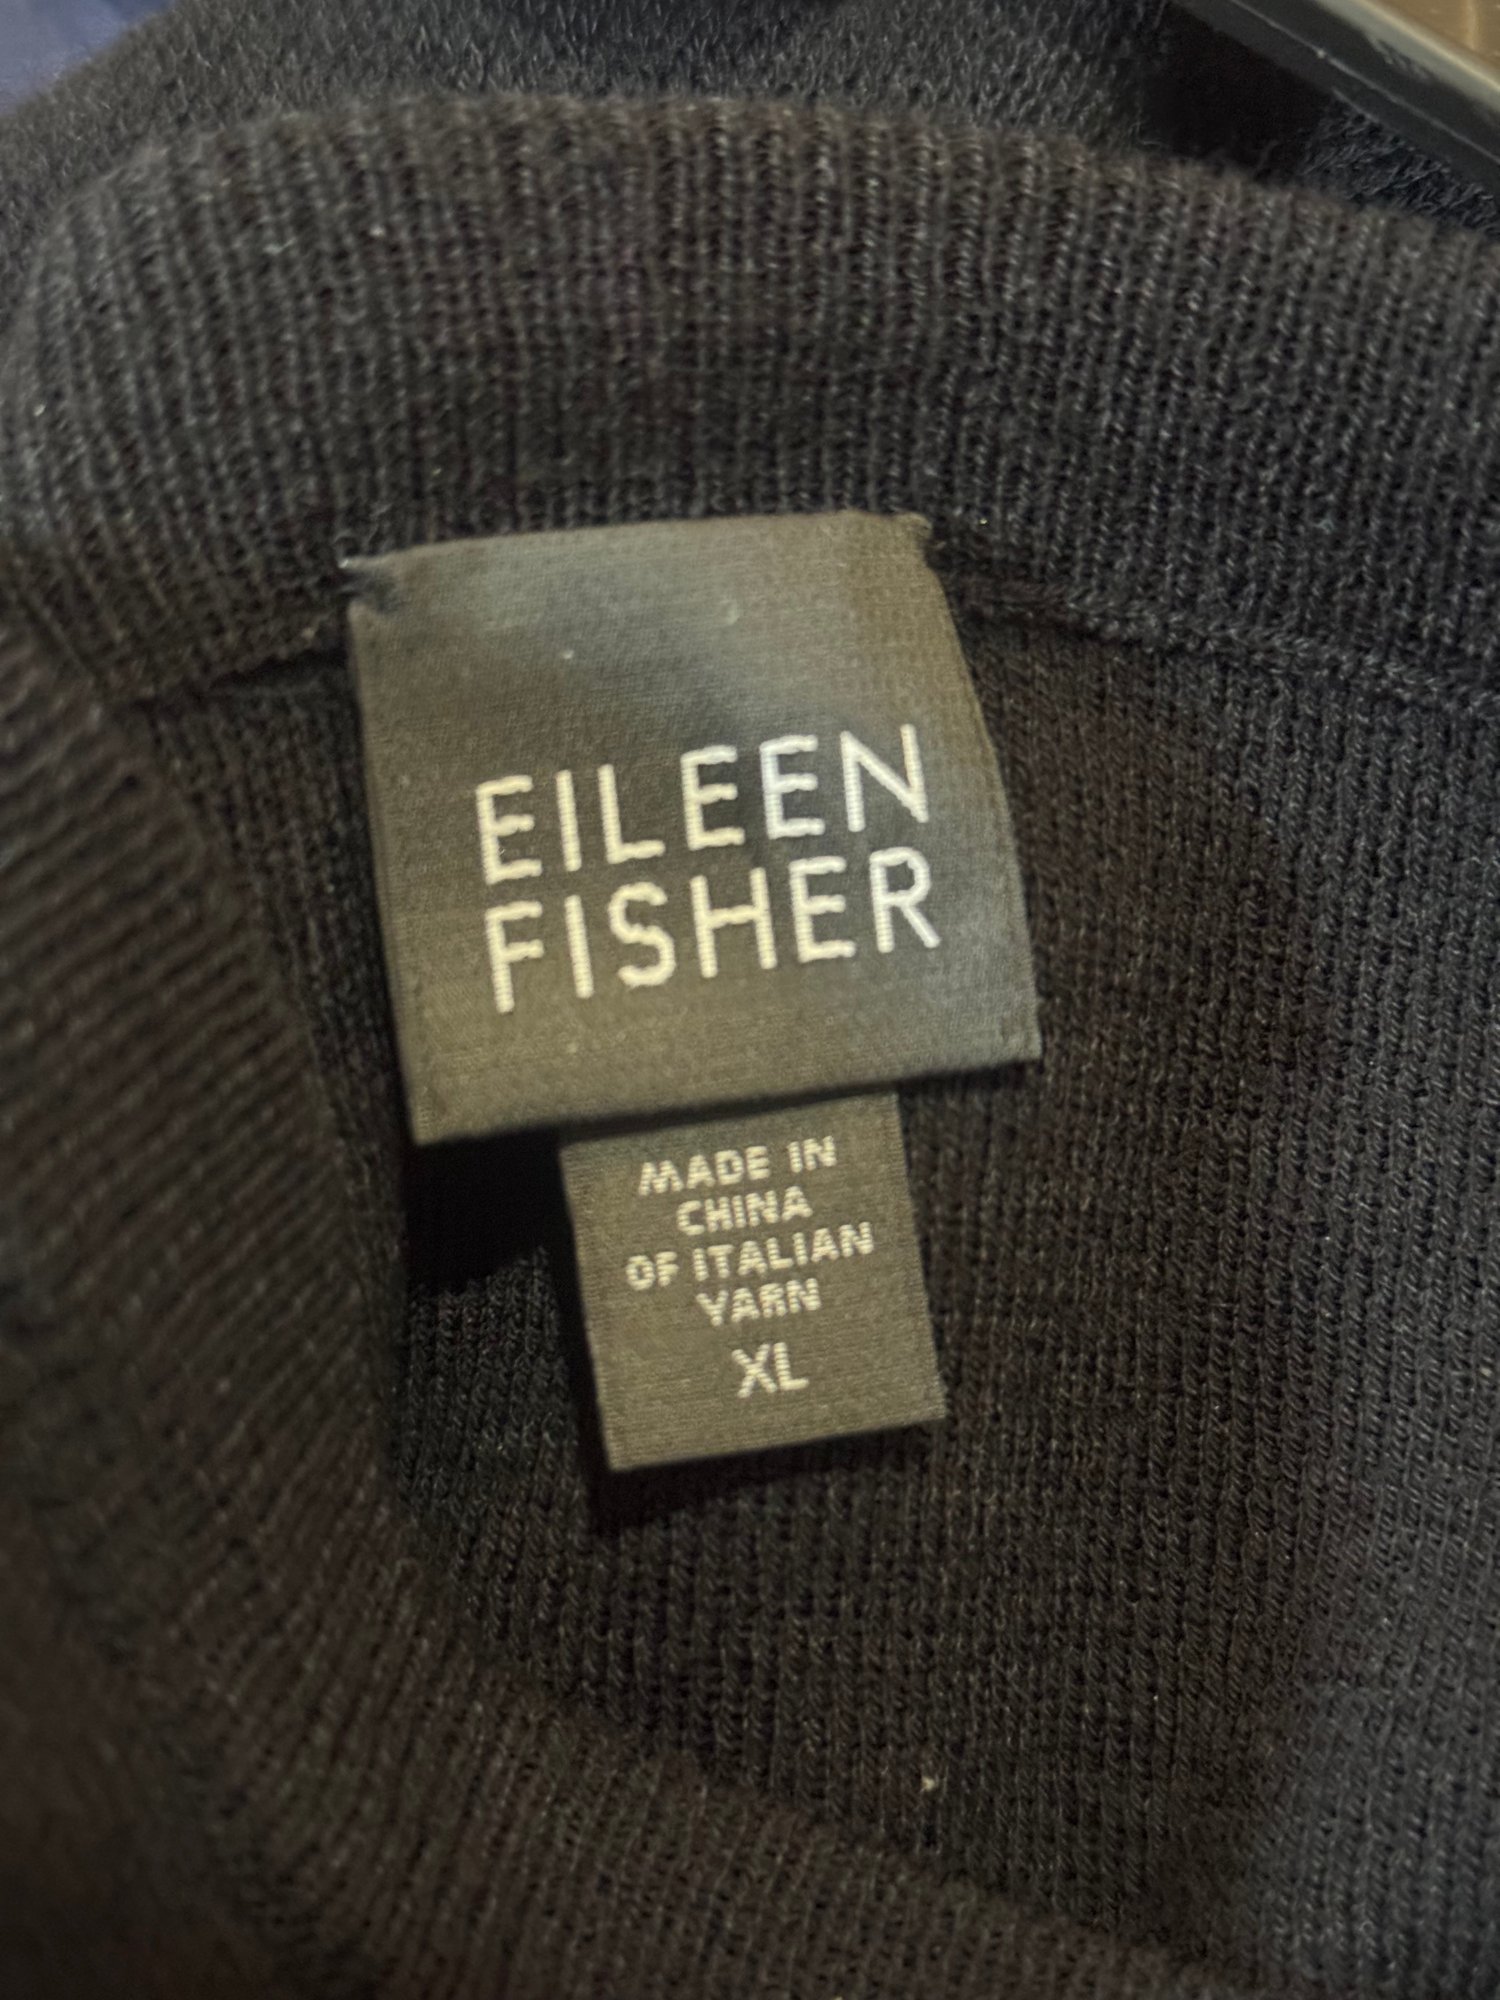 EILEEN
FISHER
MADE IN
CHINA
OF ITALIAN
YARN
XL